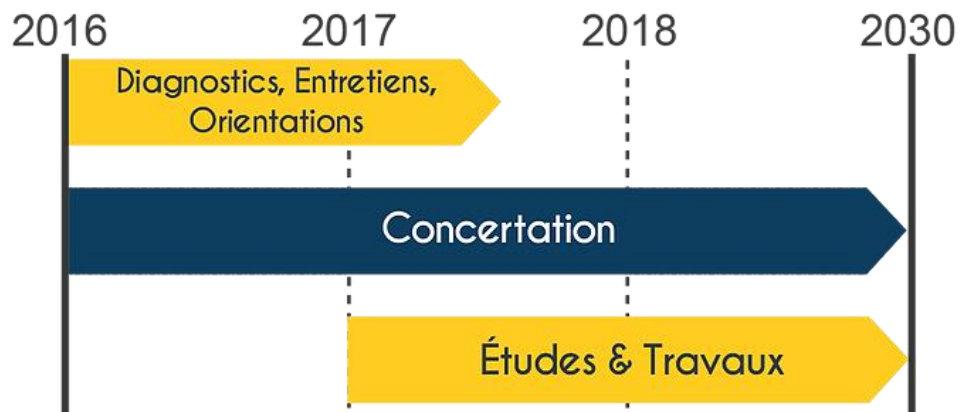 2016 2017 2018 2030
Diagnostics, Entretiens,
Orientations
Concertation
Études & Travaux